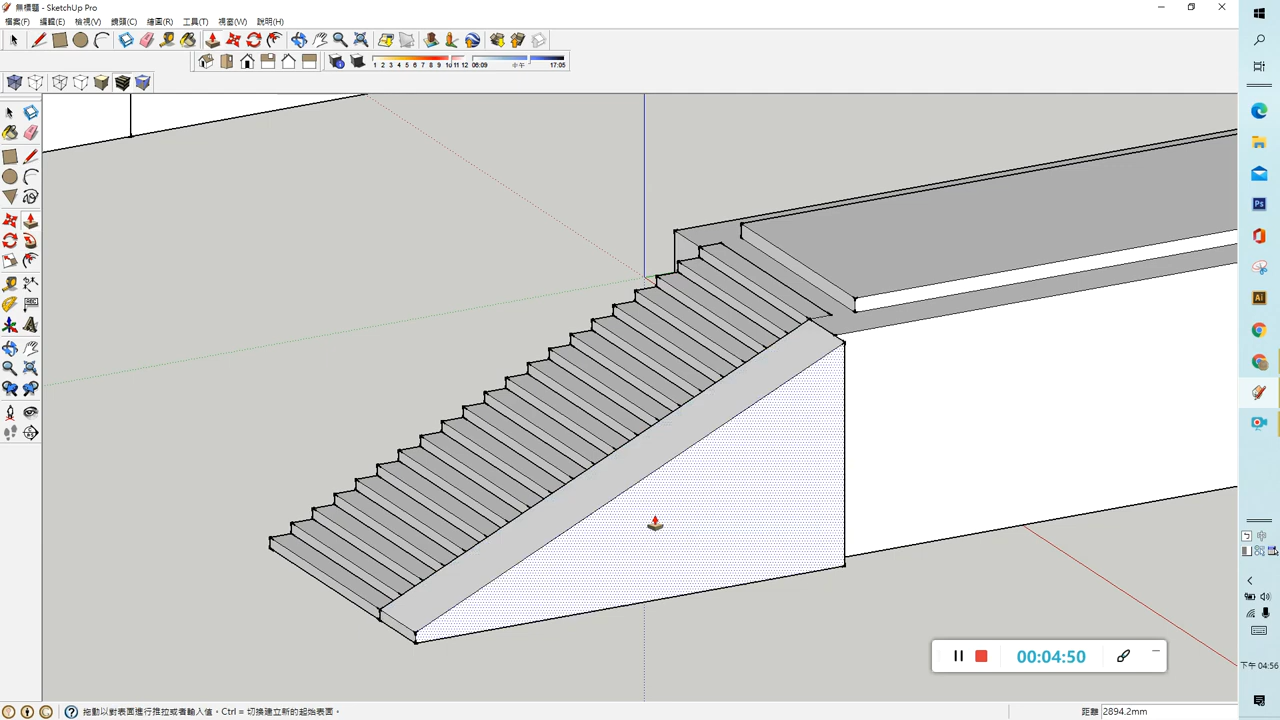 無標題 - SketchUp Pro
檔案(F) 編輯(E) 檢視(V) 鏡頭(C) 繪圖(R) 工具(T) 視窗(W) 說明(H)
1 2 3 4 5 6 7 8 9 10 11 12 06:09 中午 17:05
00:04:50
下午 04:56
拖動以對表面進行推拉或者輸入值。Ctrl = 切換建立新的起始表面。
距離 2894.2mm